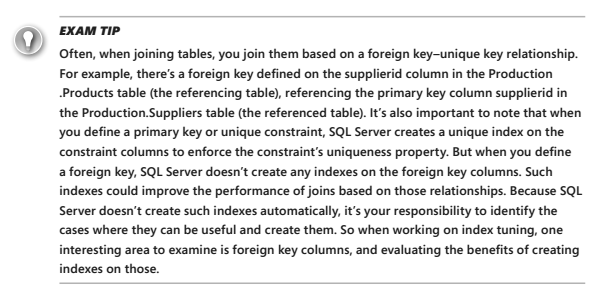 EXAM TIP
Often, when joining tables, you join them based on a foreign key–unique key relationship.
For example, there's a foreign key defined on the supplierid column in the Production
.Products table (the referencing table), referencing the primary key column supplierid in
the Production.Suppliers table (the referenced table). It's also important to note that when
you define a primary key or unique constraint, SQL Server creates a unique index on the
constraint columns to enforce the constraint's uniqueness property. But when you define
a foreign key, SQL Server doesn't create any indexes on the foreign key columns. Such
indexes could improve the performance of joins based on those relationships. Because SQL
Server doesn't create such indexes automatically, it's your responsibility to identify the
cases where they can be useful and create them. So when working on index tuning, one
interesting area to examine is foreign key columns, and evaluating the benefits of creating
indexes on those.